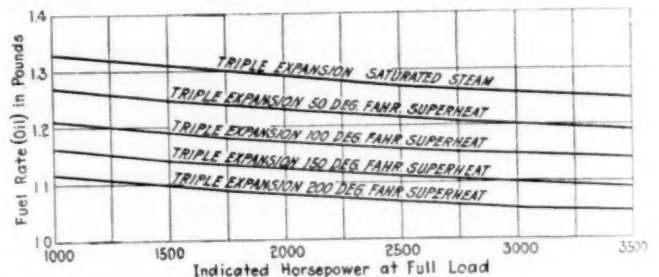 1.4
1.3
1.2
1.1
1.0
Fuel Rate (Oil) in Pounds
TRIPLE EXPANSION SATURATED STEAM
TRIPLE EXPANSION 50 DEG. FAHR. SUPERHEAT
TRIPLE EXPANSION 100 DEG FAHR. SUPERHEAT
TRIPLE EXPANSION 150 DEG. FAHR. SUPERHEAT
TRIPLE EXPANSION 200 DEG FAHR. SUPERHEAT
1000 1500 2000 2500 3000 3500
Indicated Horsepower at Full Load